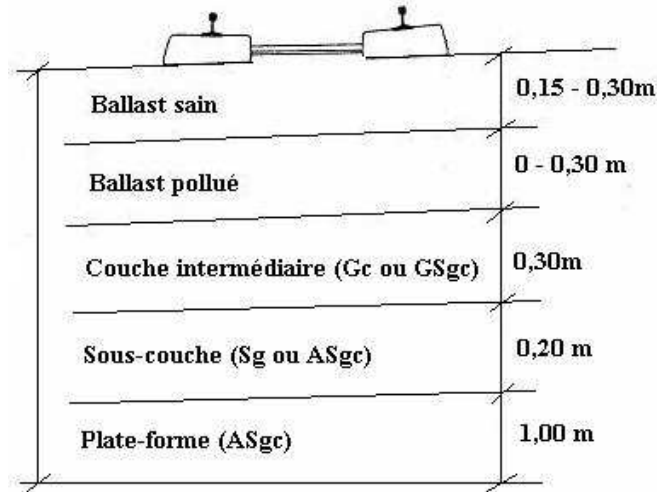 Ballast sain 0,15 - 0,30m
Ballast pollué 0 - 0,30 m
Couche intermédiaire (Gc ou GSgc) 0,30m
Sous-couche (Sg ou ASgc) 0,20 m
Plate-forme (ASgc) 1,00 m